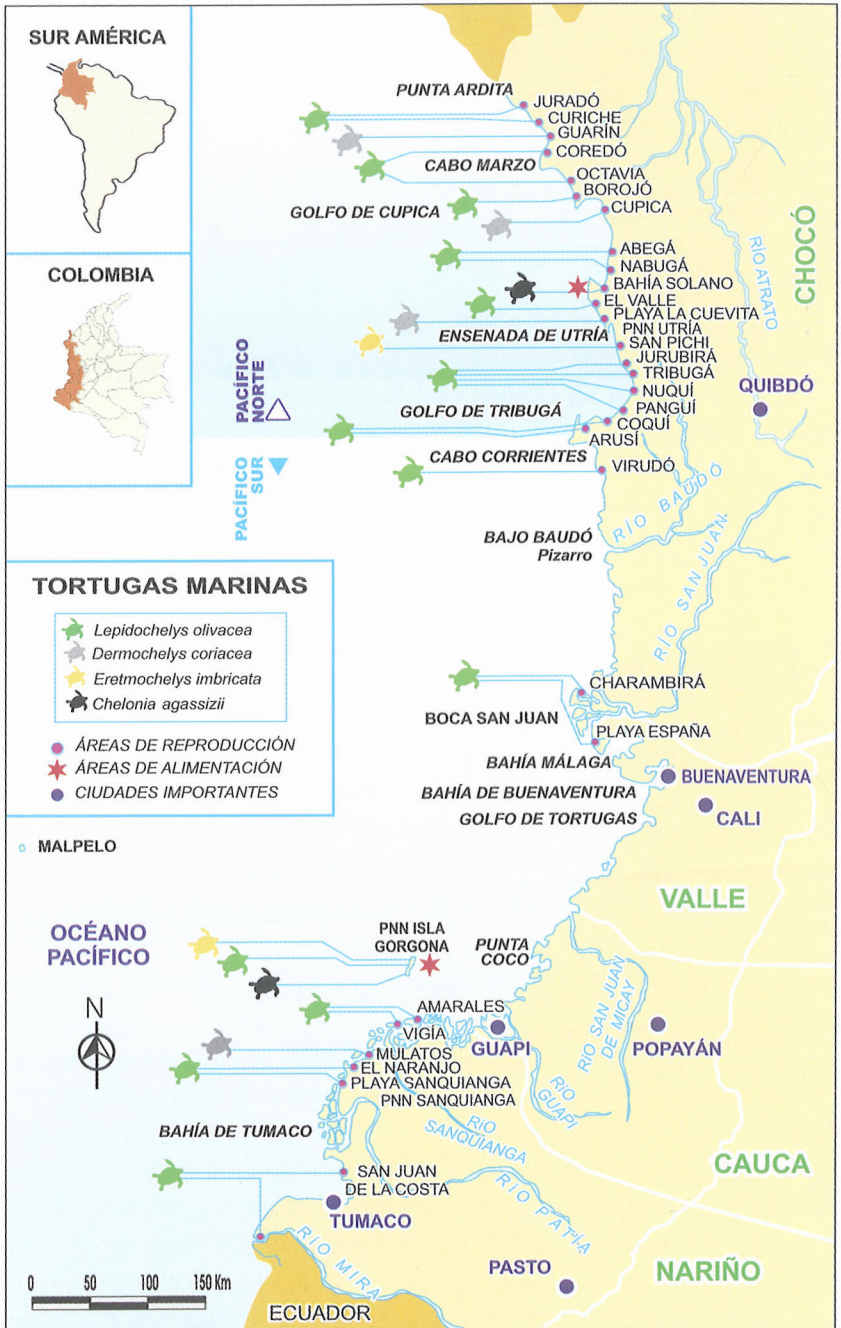 SUR AMÉRICA
COLOMBIA
PUNTA ARDITA
JURADÓ
CURICHE
GUARÍN
COREDÓ
CABO MARZO
OCTAVIA
BOROJÓ
GOLFO DE CUPICA
CUPICA
ABEGÁ
NABUGÁ
BAHÍA SOLANO
EL VALLE
PLAYA LA CUEVITA
ENSENADA DE UTRÍA
PNN UTRÍA
SAN PICHI
JURUBIRÁ
TRIBUGÁ
NUQUÍ
GOLFO DE TRIBUGÁ
PANGUÍ
COQUÍ
ARUSÍ
CABO CORRIENTES
VIRUDÓ
CHOCÓ
RÍO ATRATO
QUIBDÓ
PACÍFICO
NORTE
PACÍFICO
SUR
RÍO BAUDÓ
BAJO BAUDÓ
Pizarro
RÍO SAN JUAN
TORTUGAS MARINAS
Lepidochelys olivacea
Dermochelys coriacea
Eretmochelys imbricata
Chelonia agassizii
ÁREAS DE REPRODUCCIÓN
ÁREAS DE ALIMENTACIÓN
CIUDADES IMPORTANTES
CHARAMBIRÁ
BOCA SAN JUAN
PLAYA ESPAÑA
BAHÍA MÁLAGA
BUENAVENTURA
BAHÍA DE BUENAVENTURA
GOLFO DE TORTUGAS
CALI
MALPELO
VALLE
OCÉANO
PACÍFICO
PNN ISLA
GORGONA
PUNTA
COCO
N
AMARALES
VIGÍA
GUAPI
RÍO SAN JUAN
DE MICAY
POPAYÁN
MULATOS
EL NARANJO
PLAYA SANQUIANGA
PNN SANQUIANGA
RÍO
GUAPI
RÍO
SANQUIANGA
BAHÍA DE TUMACO
CAUCA
SAN JUAN
DE LA COSTA
TUMACO
RÍO PATÍA
RÍO MIRA
PASTO
NARIÑO
0 50 100 150 Km
ECUADOR